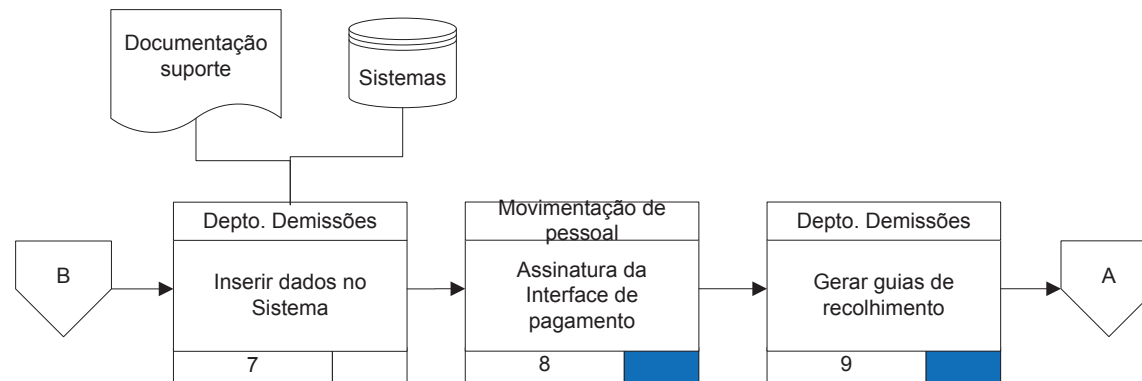 Documentação
suporte
Sistemas
B
Depto. Demissões
Inserir dados no
Sistema
7
Movimentação de
pessoal
Assinatura da
Interface de
pagamento
8
Depto. Demissões
Gerar guias de
recolhimento
9
A